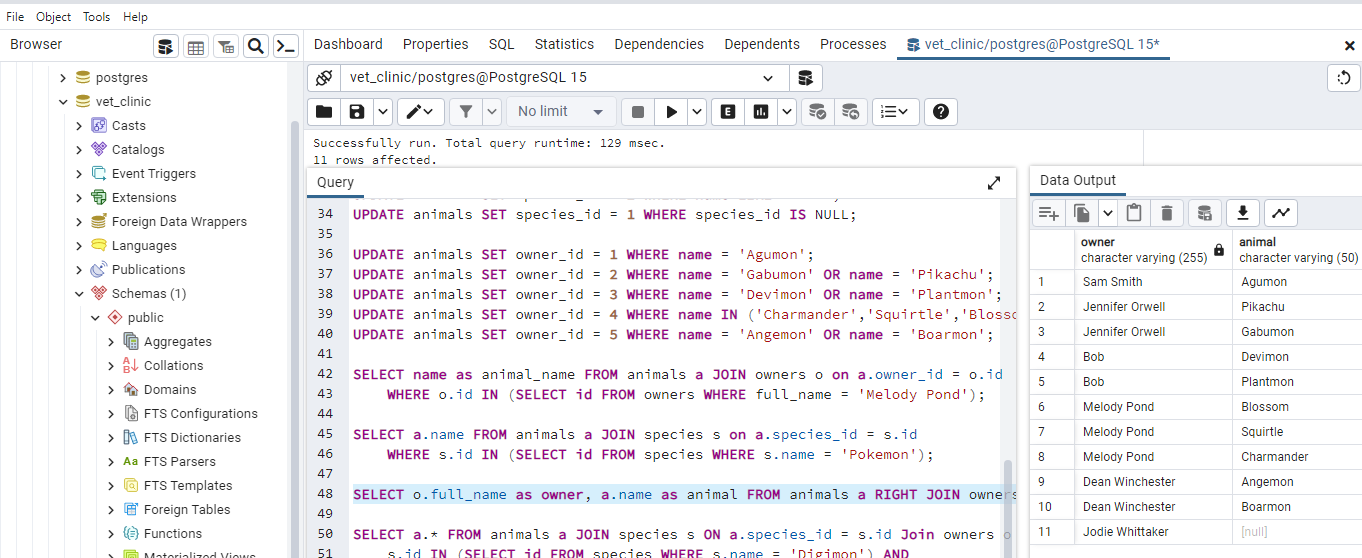 File Object Tools Help
Browser
Dashboard Properties SQL Statistics Dependencies Dependents Processes vet_clinic/postgres@PostgreSQL 15*
postgres
vet_clinic
Casts
Catalogs
Event Triggers
Extensions
Foreign Data Wrappers
Languages
Publications
Schemas (1)
public
Aggregates
Collations
Domains
FTS Configurations
FTS Dictionaries
Aa FTS Parsers
FTS Templates
Foreign Tables
Functions
Materialized Views
vet_clinic/postgres@PostgreSQL 15
No limit
E
Successfully run. Total query runtime: 129 msec.
11 rows affected.
Query
34 UPDATE animals SET species_id = 1 WHERE species_id IS NULL;
35
36 UPDATE animals SET owner_id = 1 WHERE name = 'Agumon';
37 UPDATE animals SET owner_id = 2 WHERE name = 'Gabumon' OR name = 'Pikachu';
38 UPDATE animals SET owner_id = 3 WHERE name = 'Devimon' OR name = 'Plantmon';
39 UPDATE animals SET owner_id = 4 WHERE name IN ('Charmander','Squirtle','Blosso
40 UPDATE animals SET owner_id = 5 WHERE name = 'Angemon' OR name = 'Boarmon';
41
42 SELECT name as animal_name FROM animals a JOIN owners o on a.owner_id = o.id
43 WHERE o.id IN (SELECT id FROM owners WHERE full_name = 'Melody Pond');
44
45 SELECT a.name FROM animals a JOIN species s on a.species_id = s.id
46 WHERE s.id IN (SELECT id FROM species WHERE s.name = 'Pokemon');
47
48 SELECT o.full_name as owner, a.name as animal FROM animals a RIGHT JOIN owners
49
50 SELECT a.* FROM animals a JOIN species s ON a.species_id = s.id Join owners o
51 s.id IN (SELECT id FROM species WHERE s.name = 'Digimon') AND
Data Output
owner animal
character varying (255) character varying (50)
1 Sam Smith Agumon
2 Jennifer Orwell Pikachu
3 Jennifer Orwell Gabumon
4 Bob Devimon
5 Bob Plantmon
6 Melody Pond Blossom
7 Melody Pond Squirtle
8 Melody Pond Charmander
9 Dean Winchester Angemon
10 Dean Winchester Boarmon
11 Jodie Whittaker [null]